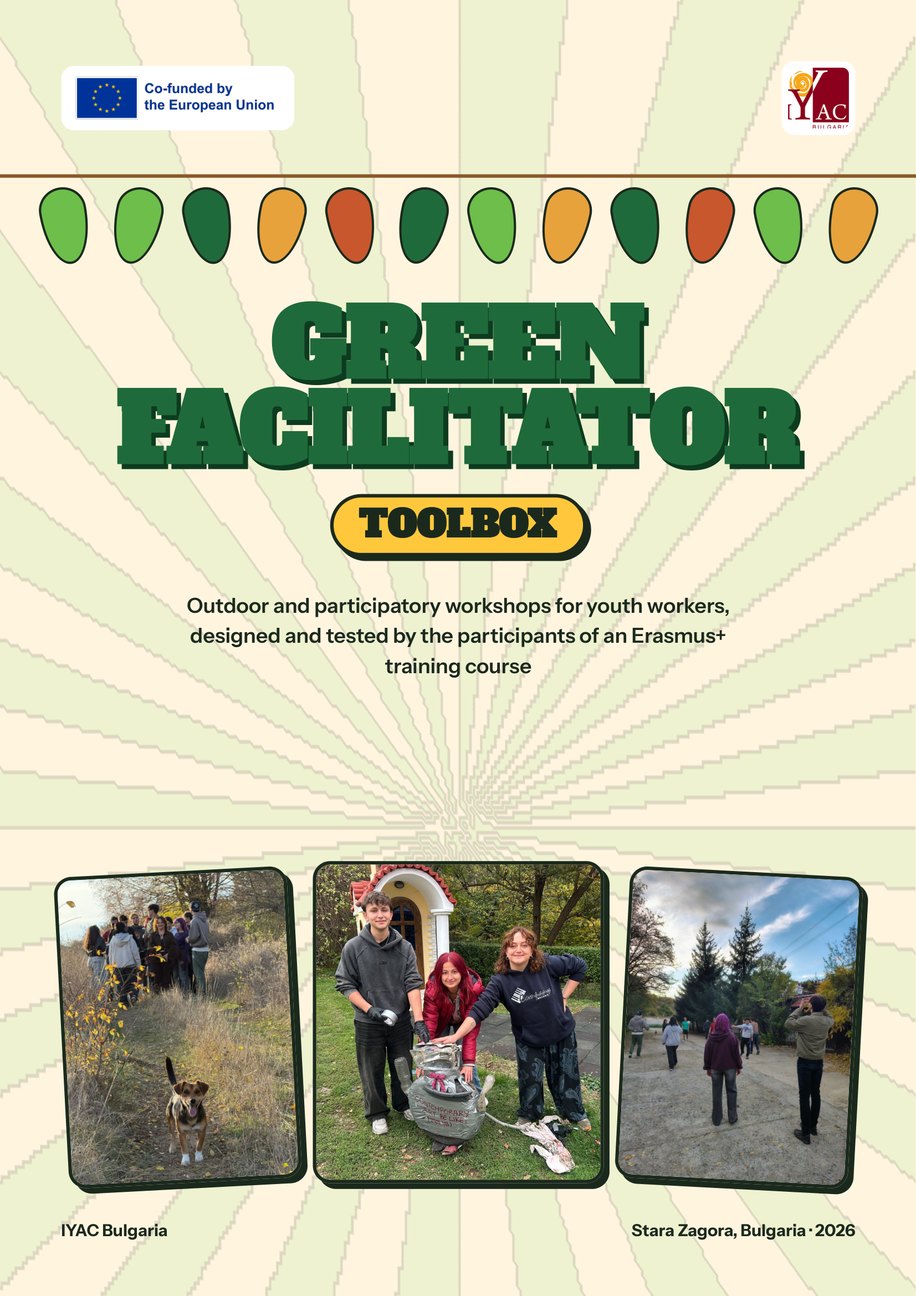 Co-funded by
the European Union
IYAC
BULGARIA
GREEN
FACILITATOR
TOOLBOX
Outdoor and participatory workshops for youth workers,
designed and tested by the participants of an Erasmus+
training course
IYAC Bulgaria
Stara Zagora, Bulgaria · 2026